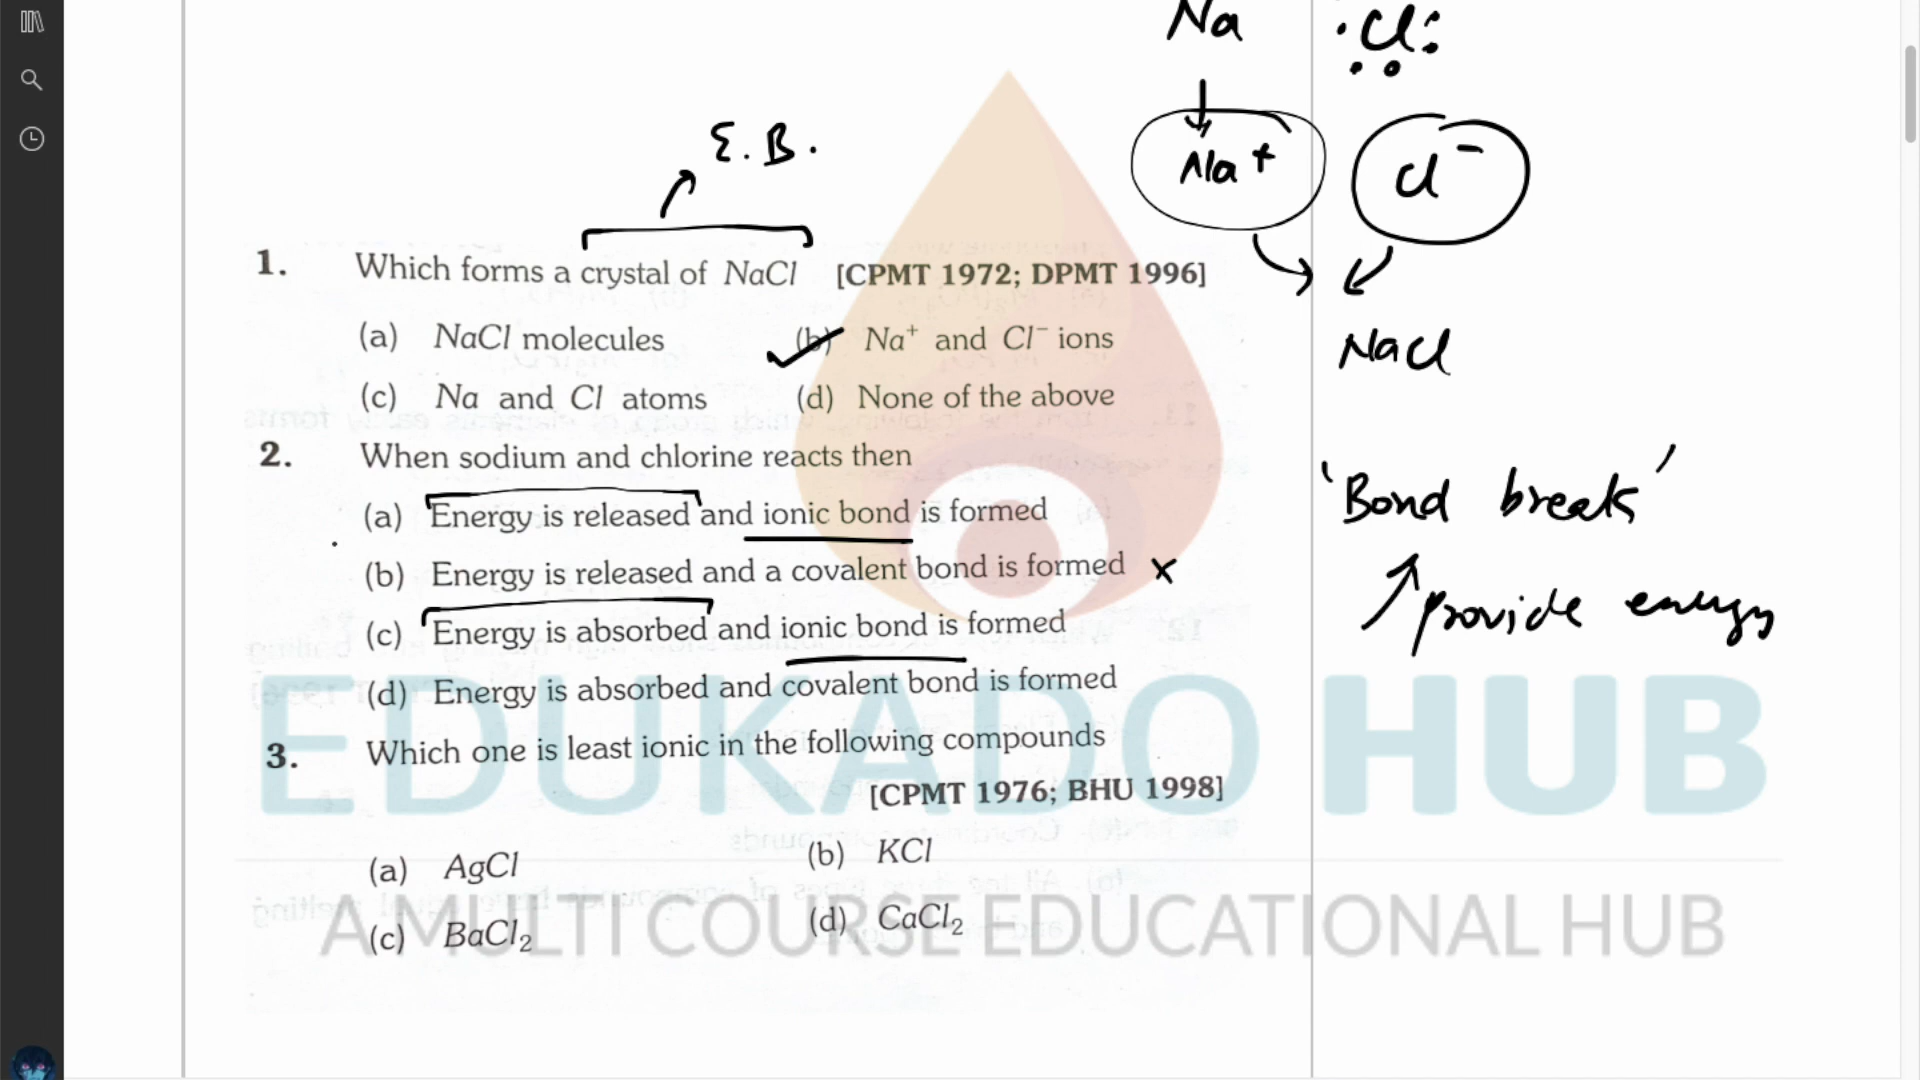 Na ·Cl:
Na+ Cl−
E.B.
1. Which forms a crystal of NaCl [CPMT 1972; DPMT 1996]
NaCl
(a) NaCl molecules (b) Na+ and Cl− ions
(c) Na and Cl atoms (d) None of the above
2. When sodium and chlorine reacts then
'Bond break'
(a) Energy is released and ionic bond is formed
(b) Energy is released and a covalent bond is formed ×
provide energy
(c) Energy is absorbed and ionic bond is formed
(d) Energy is absorbed and covalent bond is formed
EDUKADO HUB
3. Which one is least ionic in the following compounds
[CPMT 1976; BHU 1998]
(a) AgCl (b) KCl
(c) BaCl2 (d) CaCl2
A MULTI COURSE EDUCATIONAL HUB